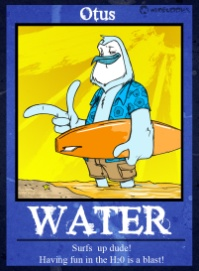 Otus
WATER
Surfs up dude!
Having fun in the H20 is a blast!